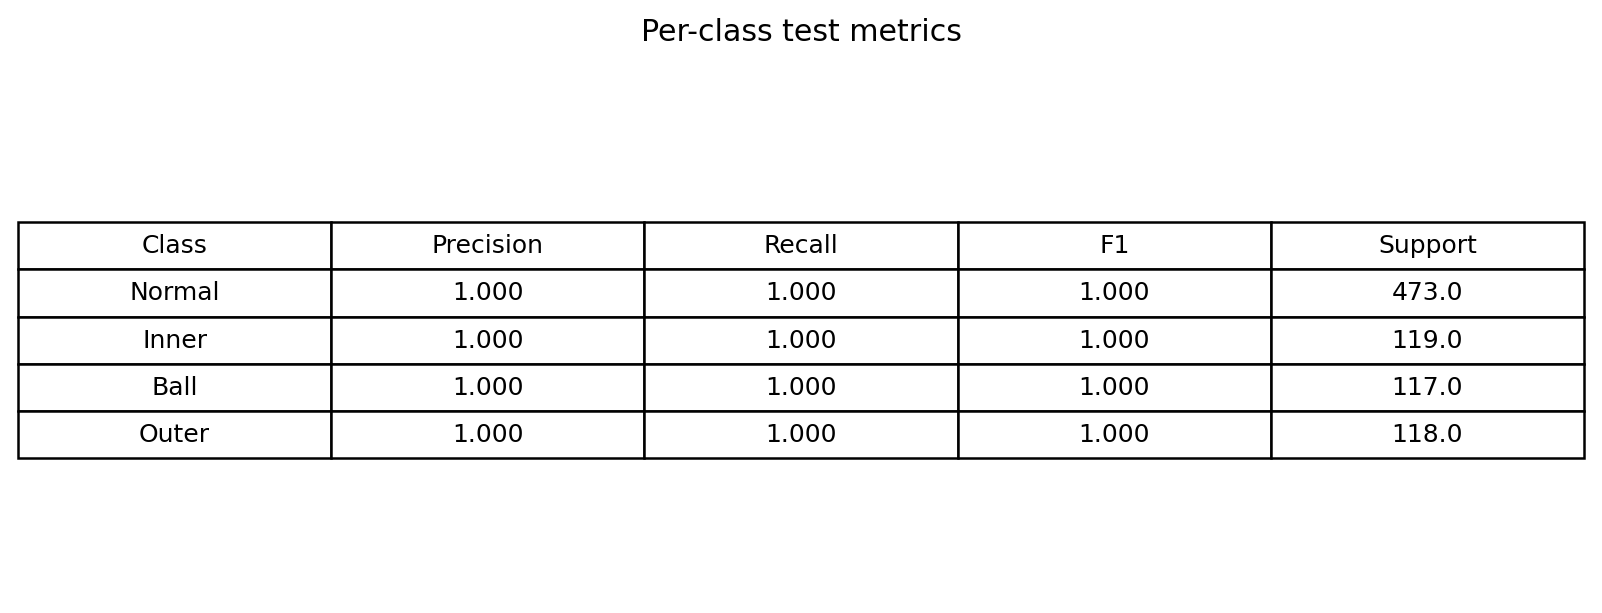 Per-class test metrics
Class Precision Recall F1 Support
Normal 1.000 1.000 1.000 473.0
Inner 1.000 1.000 1.000 119.0
Ball 1.000 1.000 1.000 117.0
Outer 1.000 1.000 1.000 118.0